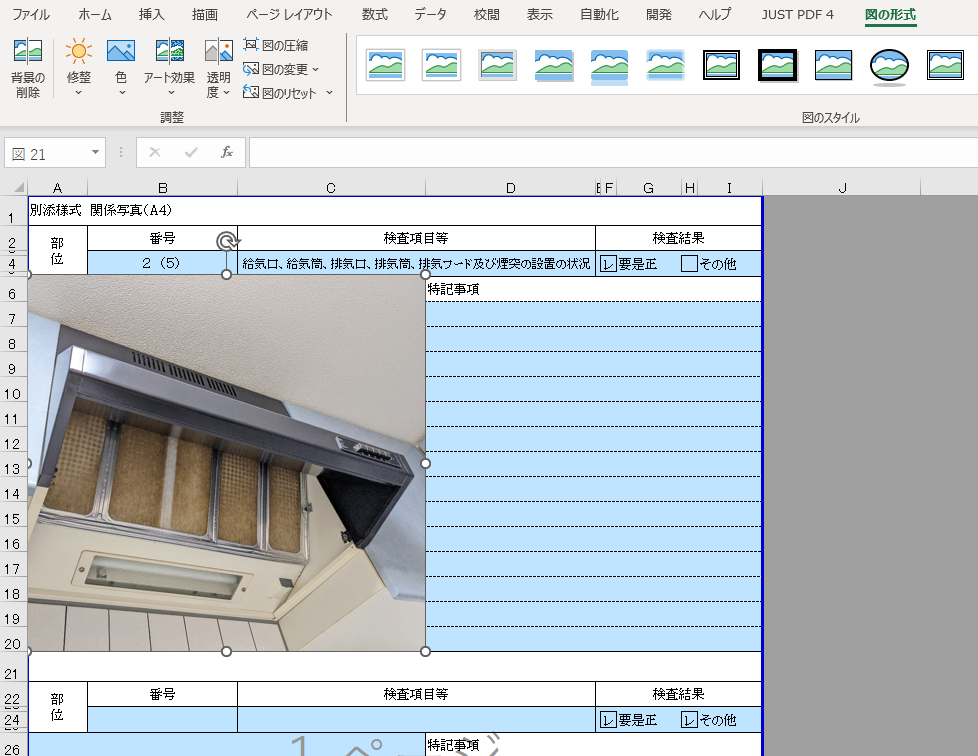 ファイル ホーム 挿入 描画 ページ レイアウト 数式 データ 校閲 表示 自動化 開発 ヘルプ JUST PDF 4 図の形式
背景の削除 修整 色 アート効果 透明度 図の圧縮
図の変更
図のリセット
調整 図のスタイル
図 21 fx
A B C D E F G H I J
1 別添様式 関係写真(A4)
2 部位 番号 検査項目等 検査結果
4 2 (5) 給気口、給気筒、排気口、排気筒、排気フード及び煙突の設置の状況 レ 要是正 その他
6 特記事項
7
8
9
10
11
12
13
14
15
16
17
18
19
20
21
22 部位 番号 検査項目等 検査結果
24 レ 要是正 レ その他
26 特記事項
1 ページ